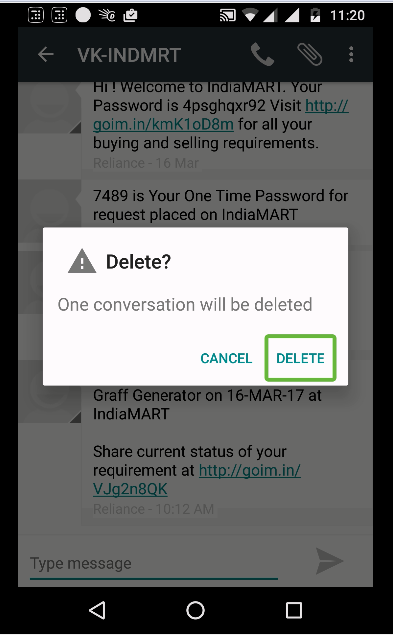 11:20
VK-INDMRT
Hi ! Welcome to IndiaMART. Your
Password is 4psghqxr92 Visit http://
goim.in/kmK1oD8m for all your
buying and selling requirements.
Reliance - 16 Mar
7489 is Your One Time Password for
request placed on IndiaMART
Delete?
One conversation will be deleted
CANCEL DELETE
Graff Generator on 16-MAR-17 at
IndiaMART
Share current status of your
requirement at http://goim.in/
VJg2n8QK
Reliance - 10:12 AM
Type message